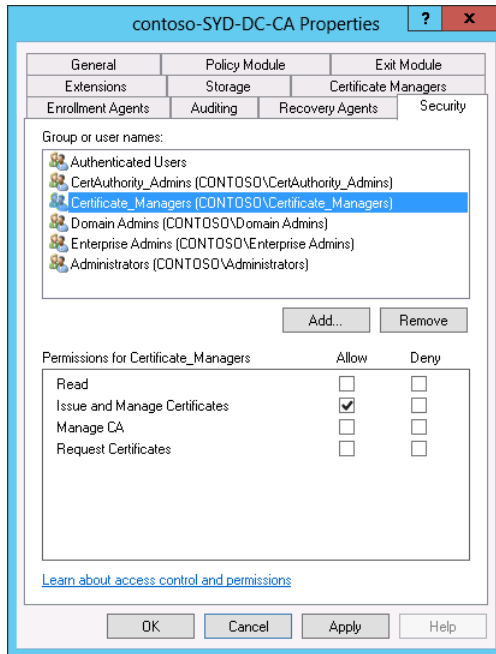 contoso-SYD-DC-CA Properties ? x
General Policy Module Exit Module
Extensions Storage Certificate Managers
Enrollment Agents Auditing Recovery Agents Security
Group or user names:
Authenticated Users
CertAuthority_Admins (CONTOSO\CertAuthority_Admins)
Certificate_Managers (CONTOSO\Certificate_Managers)
Domain Admins (CONTOSO\Domain Admins)
Enterprise Admins (CONTOSO\Enterprise Admins)
Administrators (CONTOSO\Administrators)
Add... Remove
Permissions for Certificate_Managers Allow Deny
Read
Issue and Manage Certificates
Manage CA
Request Certificates
Learn about access control and permissions
OK Cancel Apply Help